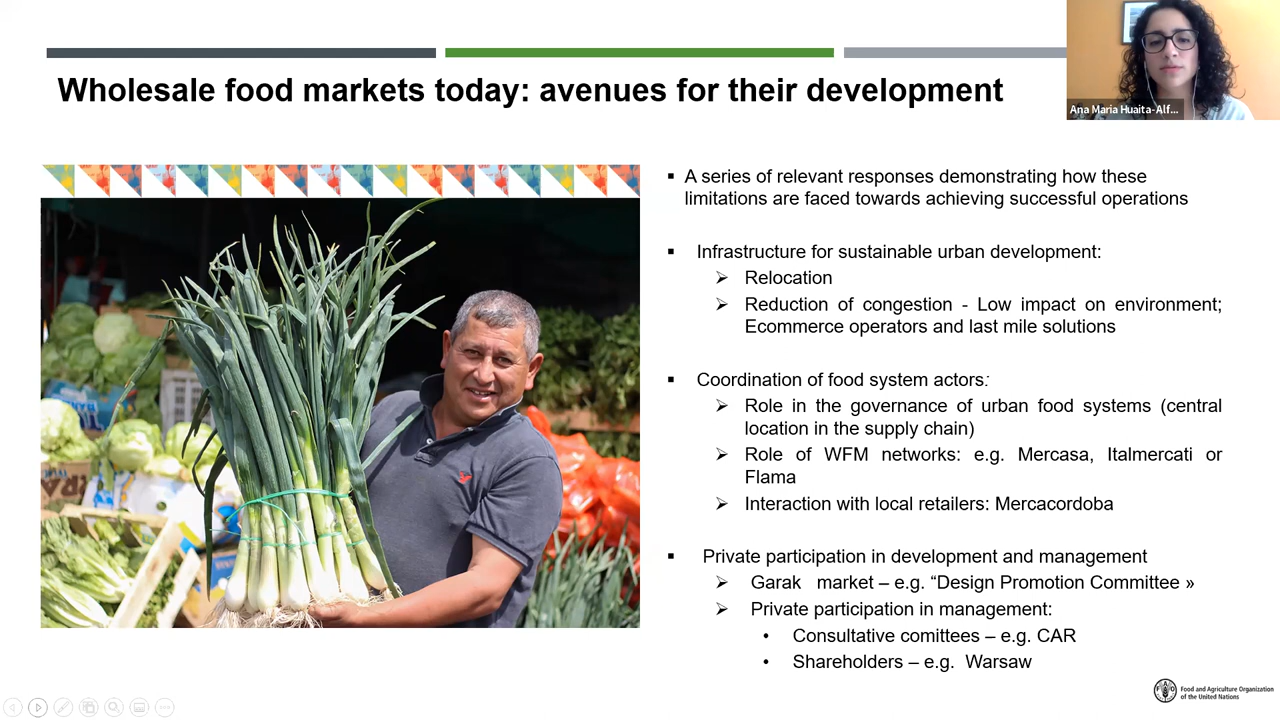 Wholesale food markets today: avenues for their development
Ana Maria Huaita-Alf...
▪ A series of relevant responses demonstrating how these
limitations are faced towards achieving successful operations
▪ Infrastructure for sustainable urban development:
➢ Relocation
➢ Reduction of congestion - Low impact on environment;
Ecommerce operators and last mile solutions
▪ Coordination of food system actors:
➢ Role in the governance of urban food systems (central
location in the supply chain)
➢ Role of WFM networks: e.g. Mercasa, Italmercati or
Flama
➢ Interaction with local retailers: Mercacordoba
▪ Private participation in development and management
➢ Garak market – e.g. “Design Promotion Committee »
➢ Private participation in management:
• Consultative comittees – e.g. CAR
• Shareholders – e.g. Warsaw
Food and Agriculture Organization
of the United Nations